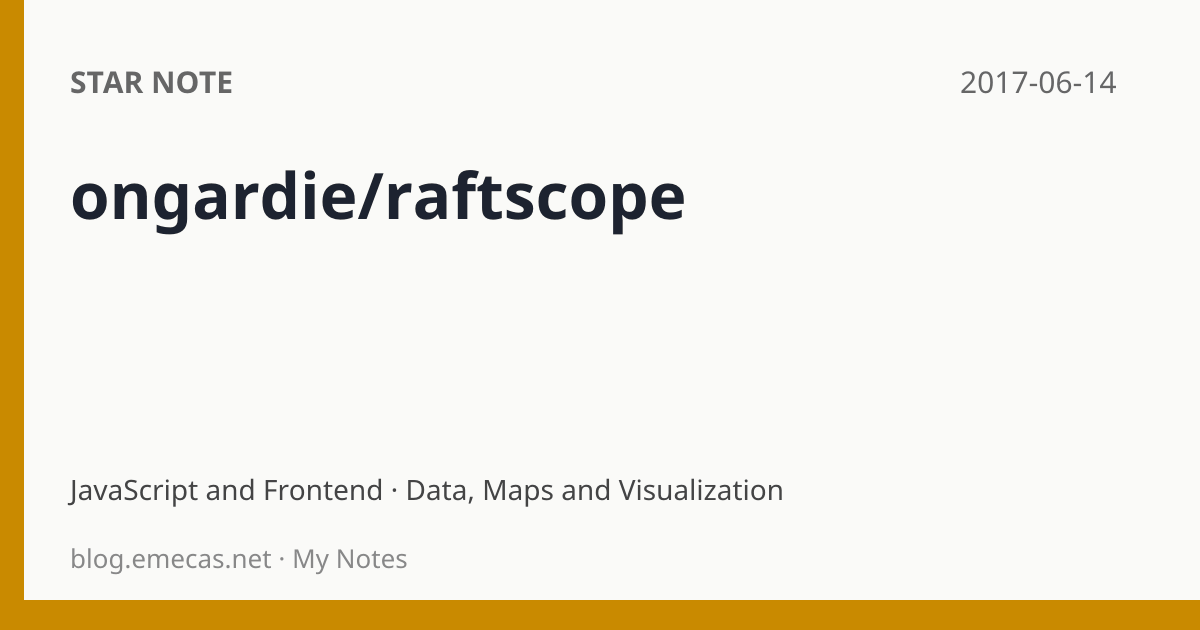 STAR NOTE
2017-06-14
ongardie/raftscope
JavaScript and Frontend · Data, Maps and Visualization
blog.emecas.net · My Notes